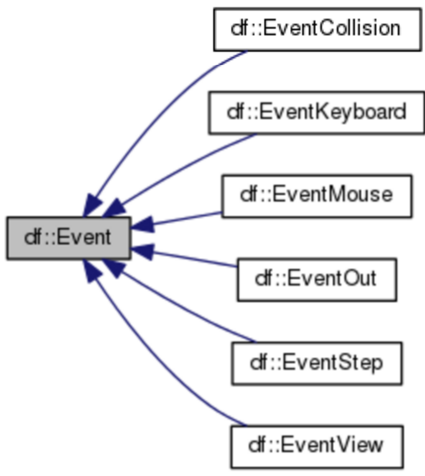 df::EventCollision
df::EventKeyboard
df::EventMouse
df::Event
df::EventOut
df::EventStep
df::EventView